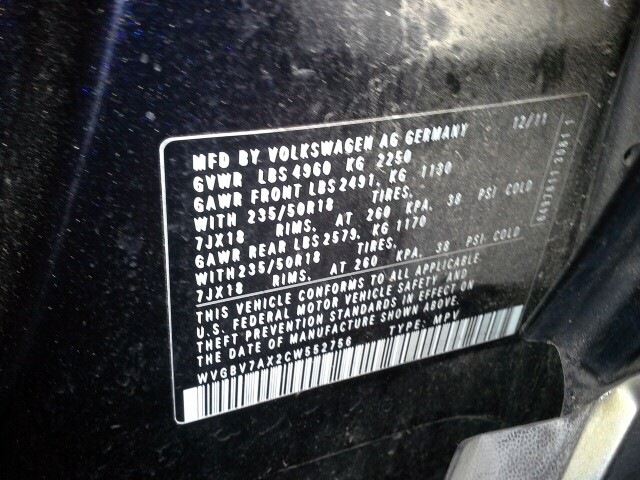 MFD BY VOLKSWAGEN AG GERMANY 12/11
GVWR LBS 4960 KG 2250
GAWR FRONT LBS 2491. KG 1130
WITH 235/50R18 TIRES.
7JX18 RIMS. AT 260 KPA. 38 PSI COLD
GAWR REAR LBS 2579. KG 1170
WITH 235/50R18 TIRES.
7JX18 RIMS. AT 260 KPA. 38 PSI COLD
THIS VEHICLE CONFORMS TO ALL APPLICABLE
U.S. FEDERAL MOTOR VEHICLE SAFETY AND
THEFT PREVENTION STANDARDS IN EFFECT ON
THE DATE OF MANUFACTURE SHOWN ABOVE.
WVGBV7AX2CW552756 TYPE: MPV